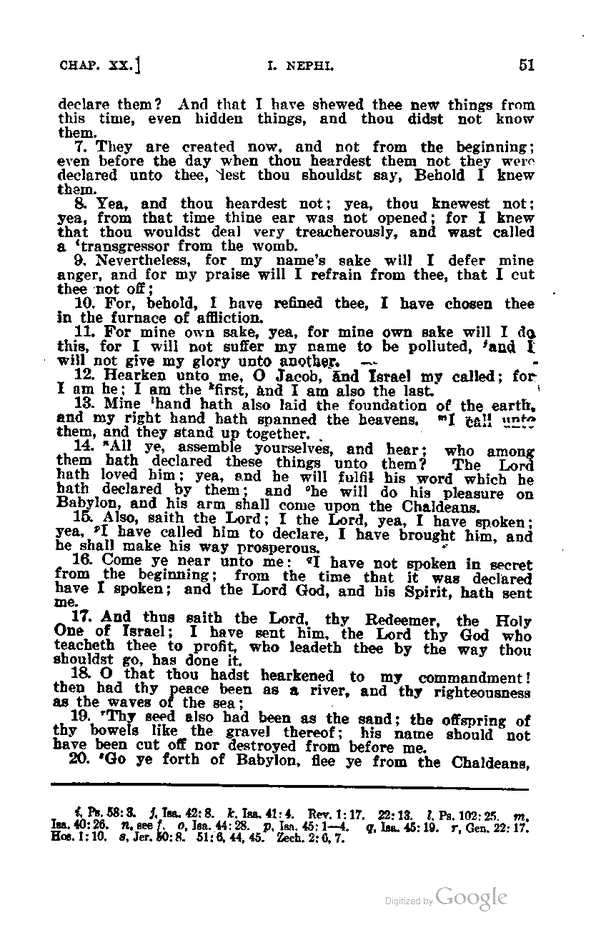 CHAP. XX.] I. NEPHI. 51
declare them? And that I have shewed thee new things from
this time, even hidden things, and thou didst not know
them.
7. They are created now, and not from the beginning;
even before the day when thou heardest them not they were
declared unto thee, lest thou shouldst say, Behold I knew
them.
8. Yea, and thou heardest not; yea, thou knewest not;
yea, from that time thine ear was not opened; for I knew
that thou wouldst deal very treacherously, and wast called
a ⁱtransgressor from the womb.
9. Nevertheless, for my name's sake will I defer mine
anger, and for my praise will I refrain from thee, that I cut
thee not off;
10. For, behold, I have refined thee, I have chosen thee
in the furnace of affliction.
11. For mine own sake, yea, for mine own sake will I do
this, for I will not suffer my name to be polluted, ʲand I
will not give my glory unto another.
12. Hearken unto me, O Jacob, and Israel my called; for
I am he; I am the ᵏfirst, and I am also the last.
13. Mine ˡhand hath also laid the foundation of the earth,
and my right hand hath spanned the heavens. ᵐI call unto
them, and they stand up together.
14. ⁿAll ye, assemble yourselves, and hear; who among
them hath declared these things unto them? The Lord
hath loved him; yea, and he will fulfil his word which he
hath declared by them; and ᵒhe will do his pleasure on
Babylon, and his arm shall come upon the Chaldeans.
15. Also, saith the Lord; I the Lord, yea, I have spoken;
yea, ᵖI have called him to declare, I have brought him, and
he shall make his way prosperous.
16. Come ye near unto me; ᑫI have not spoken in secret
from the beginning; from the time that it was declared
have I spoken; and the Lord God, and his Spirit, hath sent
me.
17. And thus saith the Lord, thy Redeemer, the Holy
One of Israel; I have sent him, the Lord thy God who
teacheth thee to profit, who leadeth thee by the way thou
shouldst go, has done it.
18. O that thou hadst hearkened to my commandment!
then had thy peace been as a river, and thy righteousness
as the waves of the sea;
19. ʳThy seed also had been as the sand; the offspring of
thy bowels like the gravel thereof; his name should not
have been cut off nor destroyed from before me.
20. ˢGo ye forth of Babylon, flee ye from the Chaldeans,
i, Ps. 58: 3. j, Isa. 42: 8. k, Isa. 41: 4. Rev. 1: 17. 22: 13. l, Ps. 102: 25. m,
Isa. 40: 26. n, see j. o, Isa. 44: 28. p, Isa. 45: 1—4. q, Isa. 45: 19. r, Gen. 22: 17.
Hos. 1: 10. s, Jer. 50: 8. 51: 6, 44, 45. Zech. 2: 6, 7.
Digitized by Google